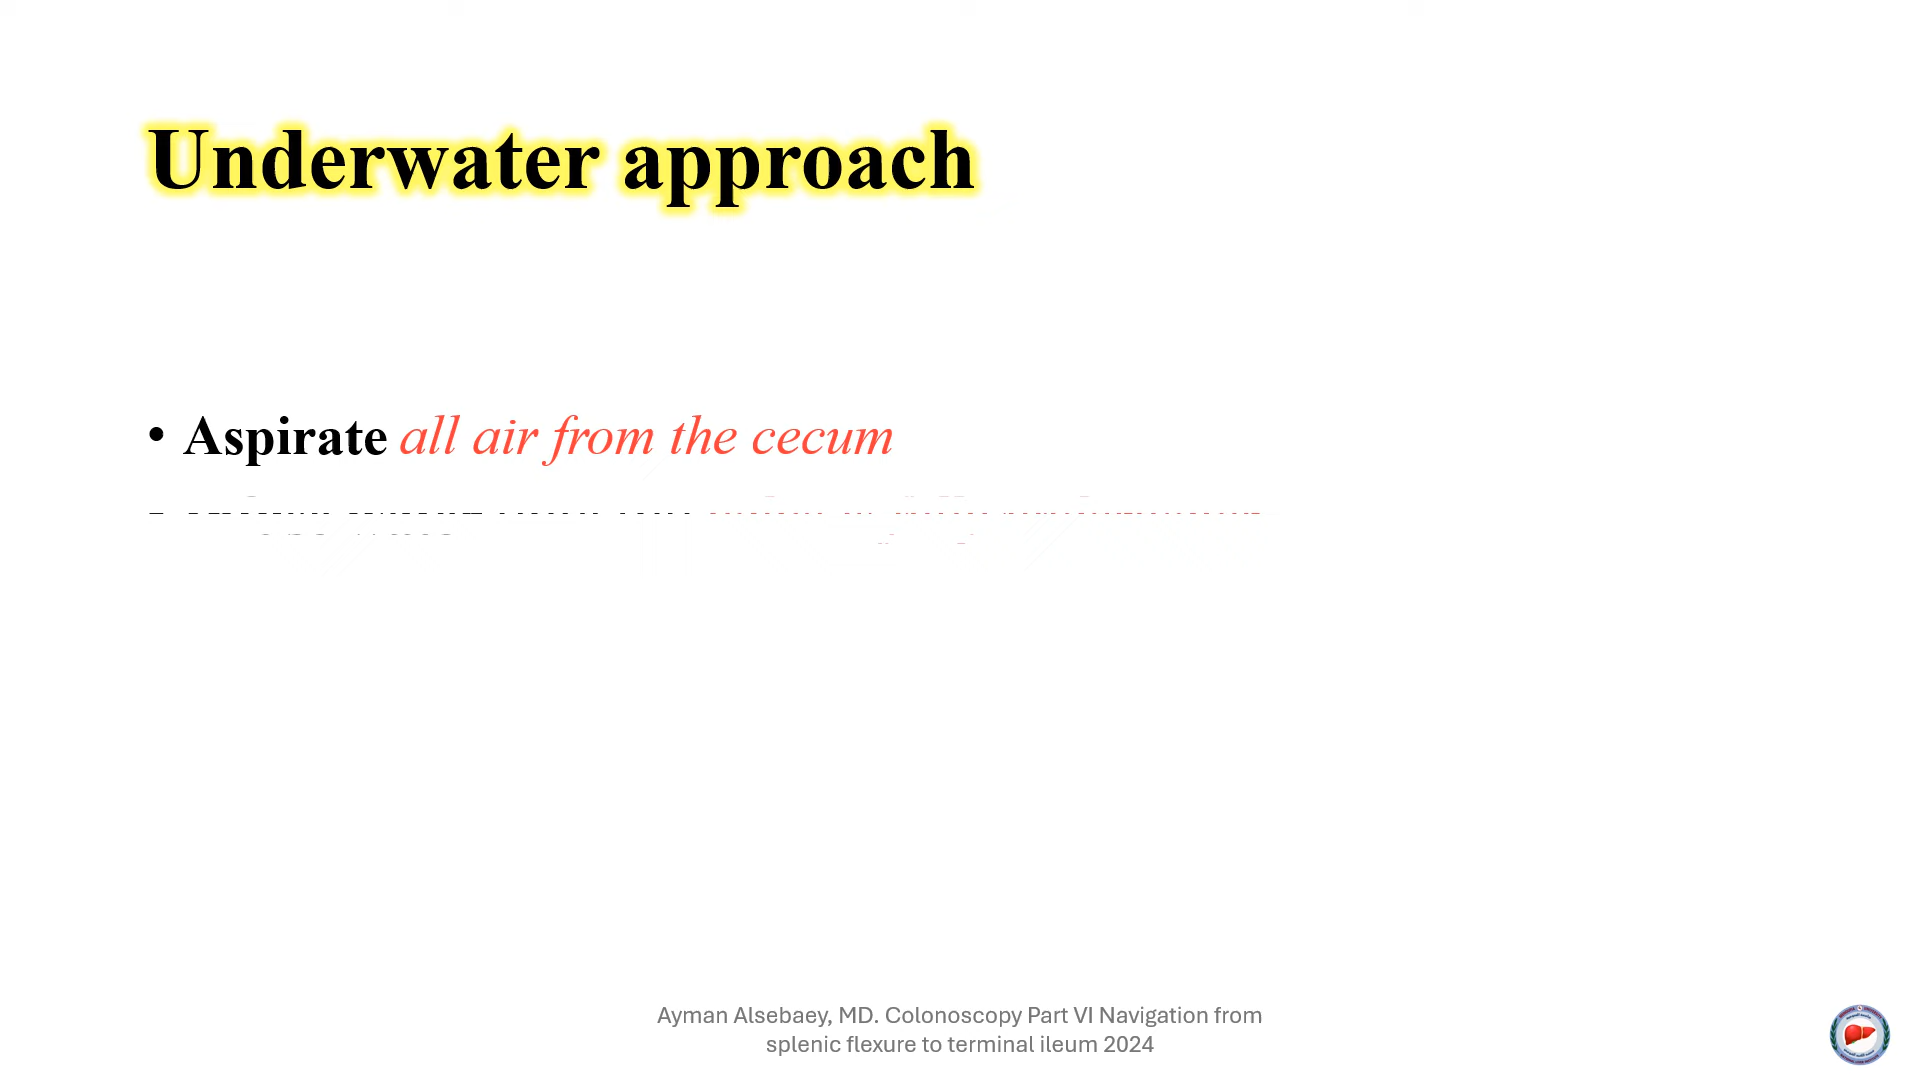 Underwater approach
• Aspirate all air from the cecum
Ayman Alsebaey, MD. Colonoscopy Part VI Navigation from
splenic flexure to terminal ileum 2024